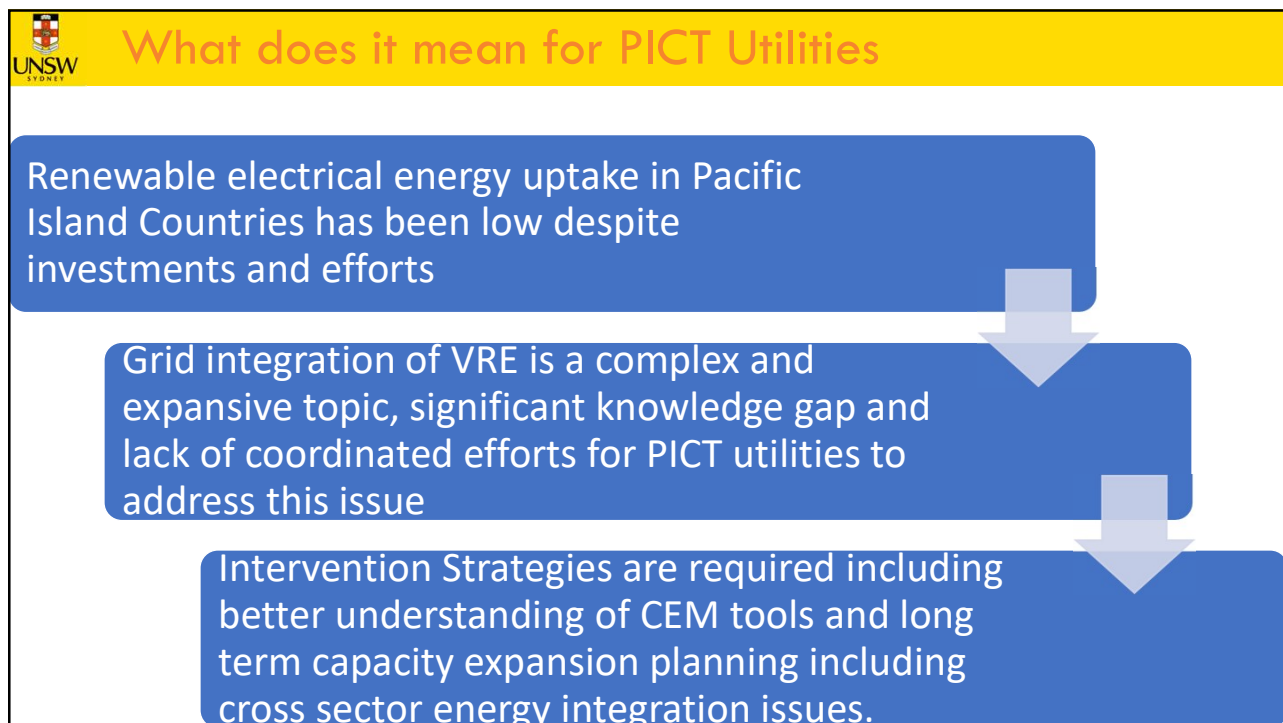 UNSW
SYDNEY
What does it mean for PICT Utilities
Renewable electrical energy uptake in Pacific
Island Countries has been low despite
investments and efforts
Grid integration of VRE is a complex and
expansive topic, significant knowledge gap and
lack of coordinated efforts for PICT utilities to
address this issue
Intervention Strategies are required including
better understanding of CEM tools and long
term capacity expansion planning including
cross sector energy integration issues.